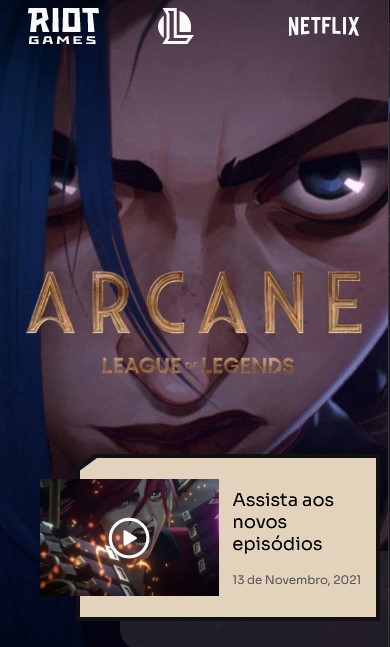 RIOT
GAMES
NETFLIX
ARCANE
LEAGUE OF LEGENDS
Assista aos
novos
episódios
13 de Novembro, 2021